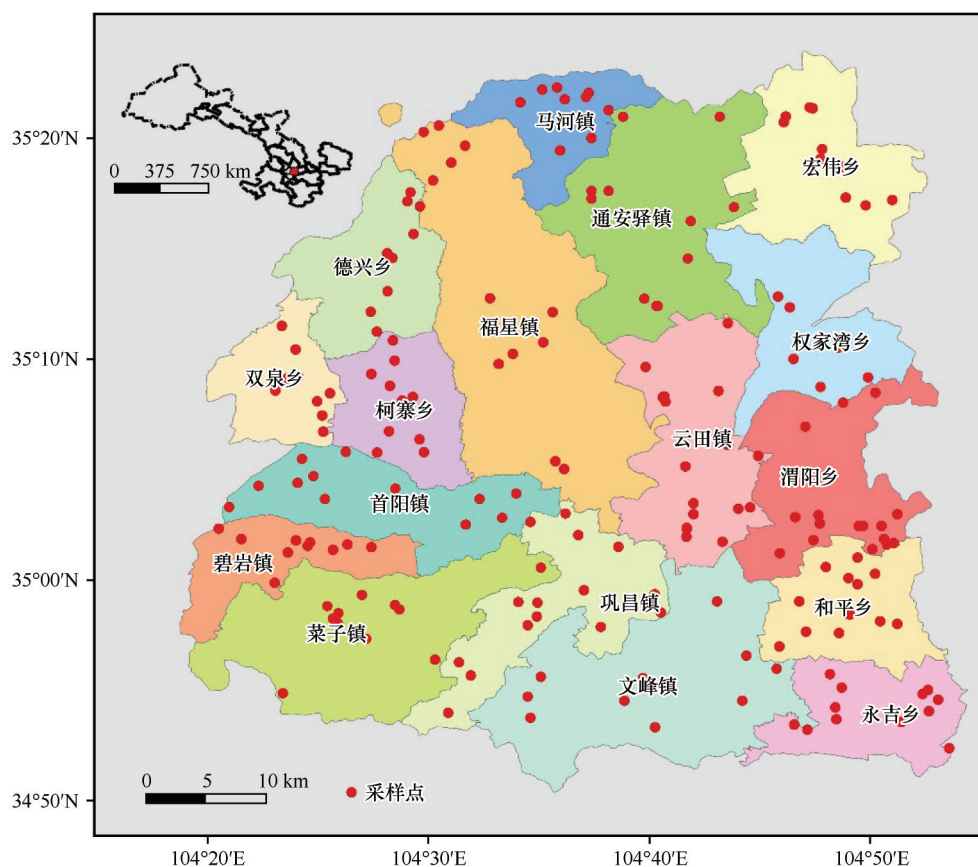 35°20′N
35°10′N
35°00′N
34°50′N
0 375 750 km
马河镇
宏伟乡
通安驿镇
德兴乡
福星镇
权家湾乡
双泉乡
柯寨乡
云田镇
渭阳乡
首阳镇
碧岩镇
巩昌镇
和平乡
菜子镇
文峰镇
永吉乡
0 5 10 km
采样点
104°20′E 104°30′E 104°40′E 104°50′E